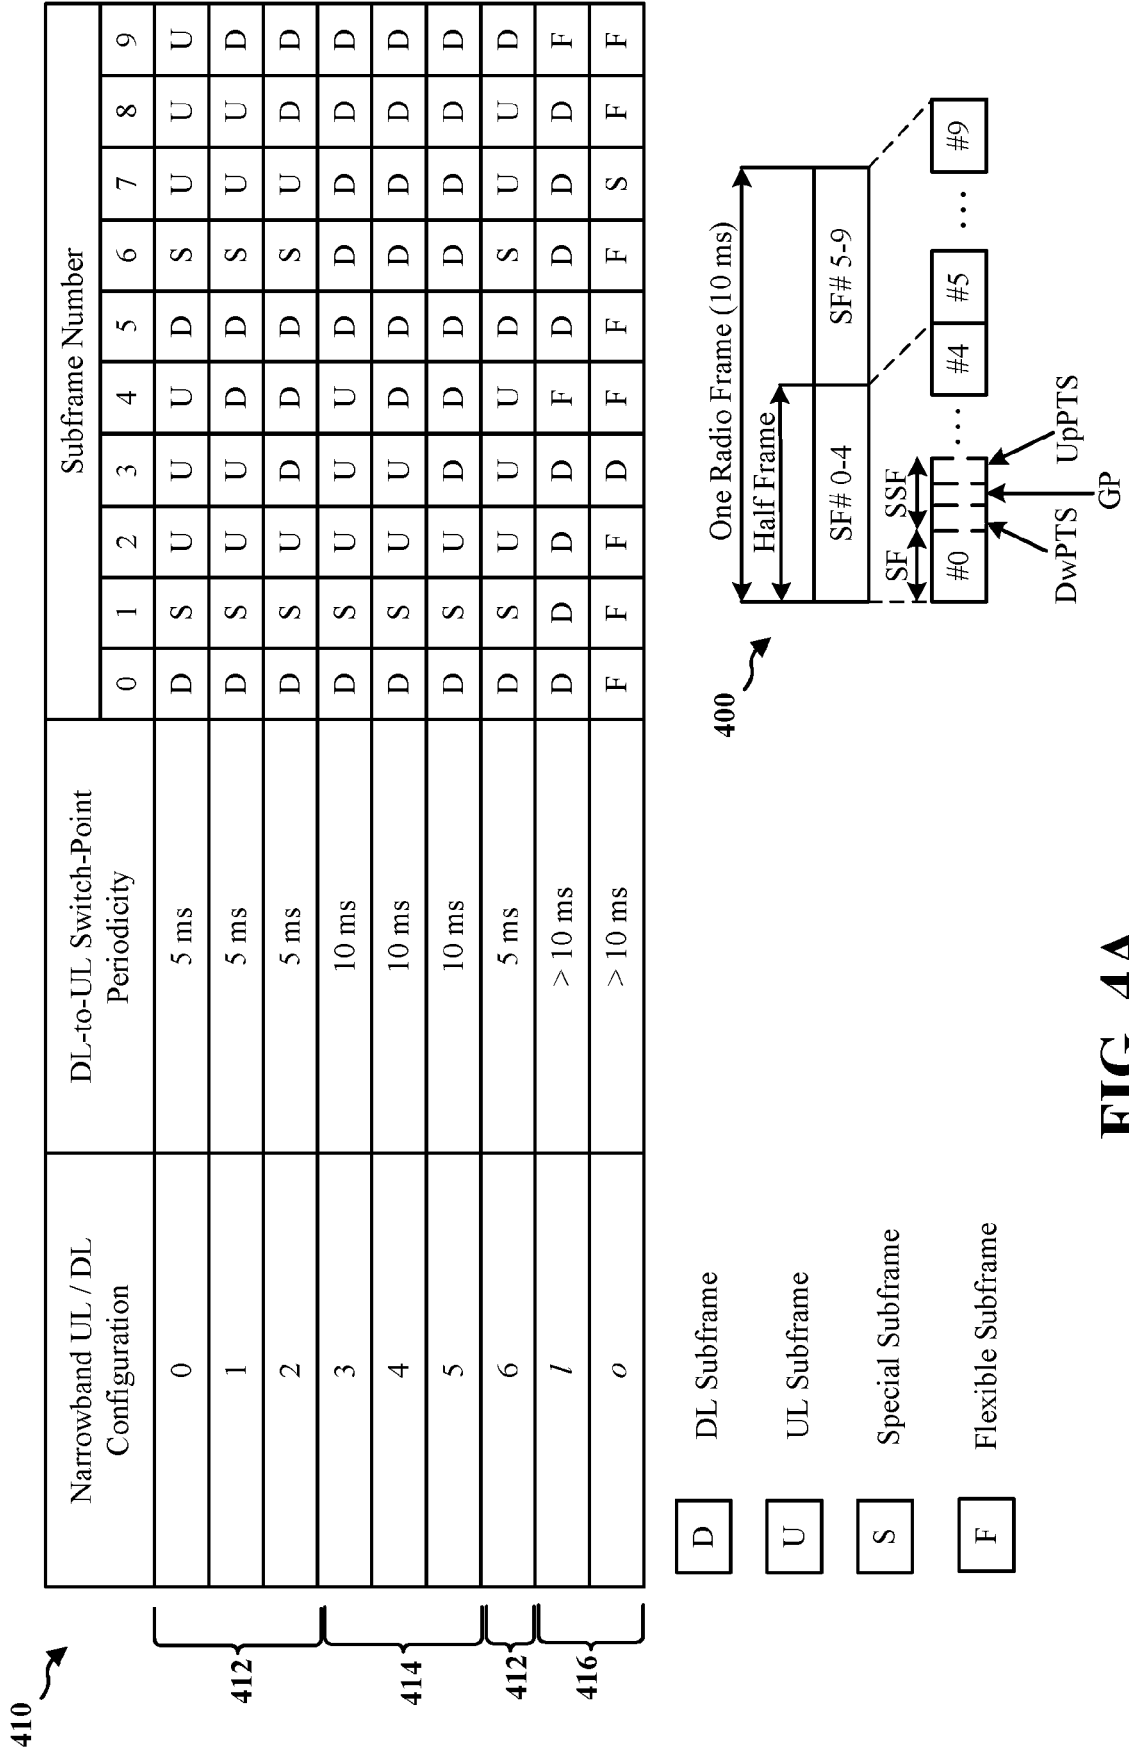 410
Narrowband UL / DL
Configuration
DL-to-UL Switch-Point
Periodicity
Subframe Number
0 1 2 3 4 5 6 7 8 9
0 5 ms D S U U U D S U U U
1 5 ms D S U U D D S U U D
2 5 ms D S U D D D S U D D
3 10 ms D S U U U D D D D D
4 10 ms D S U U D D D D D D
5 10 ms D S U D D D D D D D
6 5 ms D S U U U D S U U D
l > 10 ms D D D D F D D D D F
o > 10 ms F F F D F F F S F F
412
414
412
416
D DL Subframe
U UL Subframe
S Special Subframe
F Flexible Subframe
400
One Radio Frame (10 ms)
Half Frame
SF# 0-4 SF# 5-9
SF SSF
#0 ... #4 #5 ... #9
DwPTS UpPTS
GP
FIG. 4A